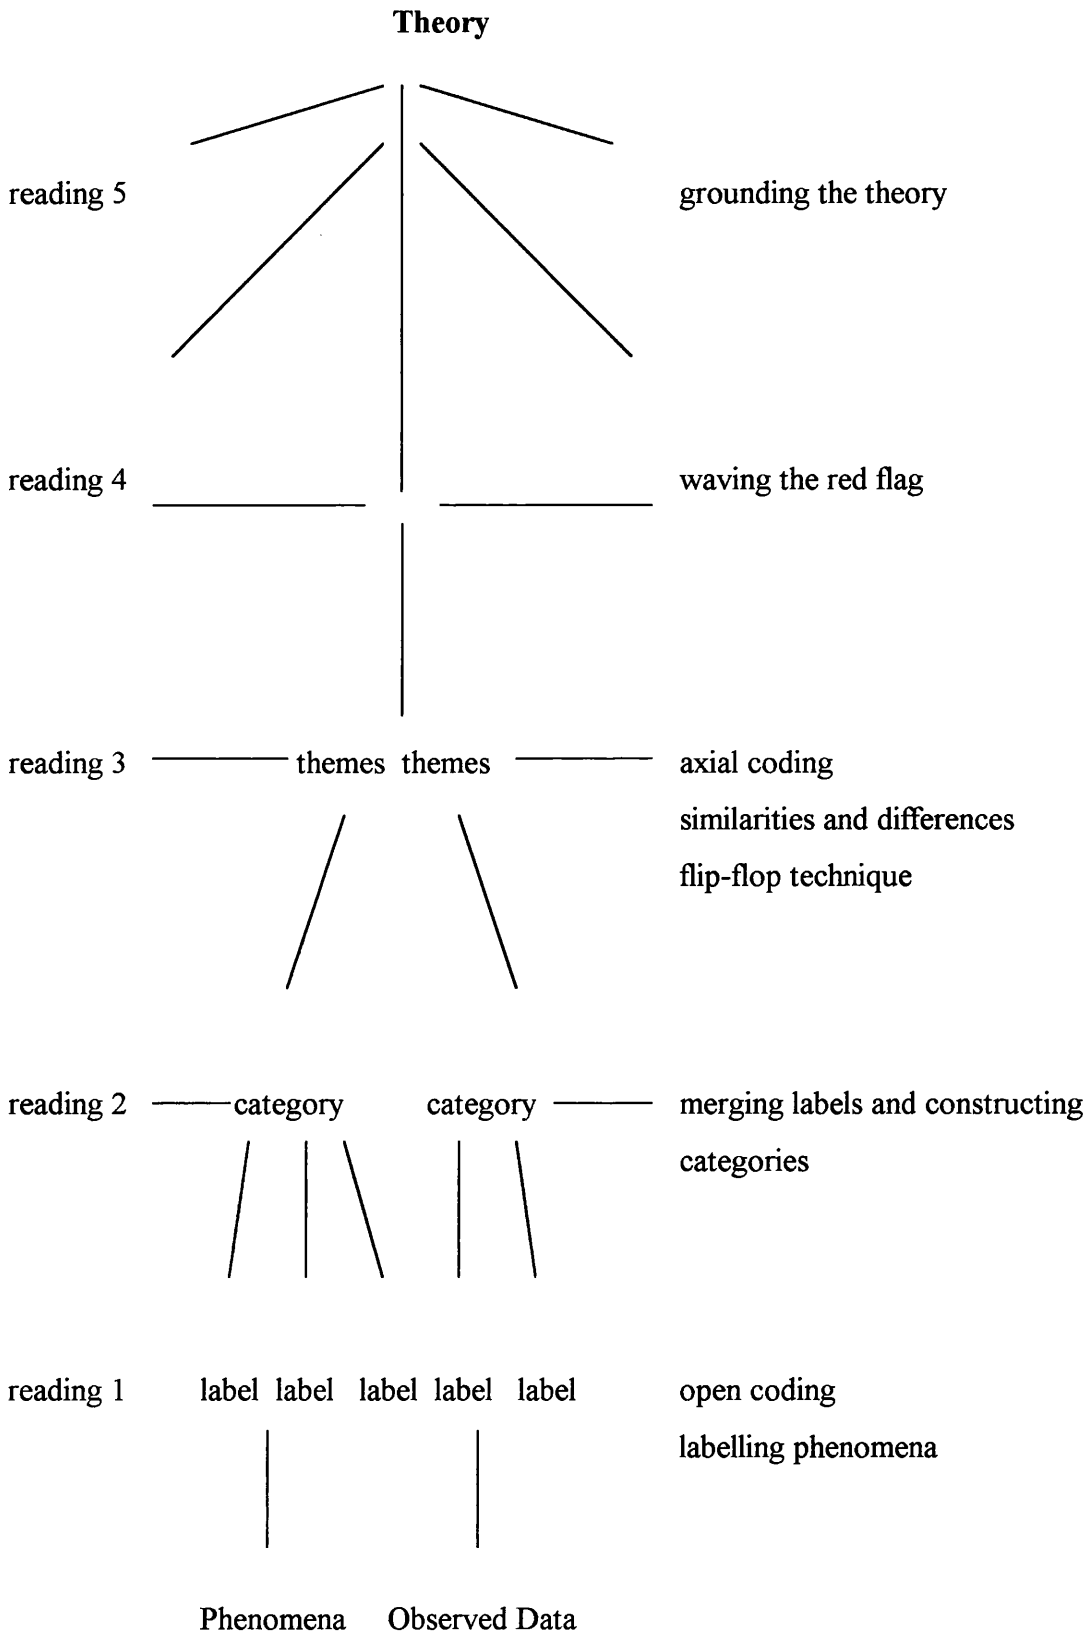 Theory
reading 5 grounding the theory
reading 4 waving the red flag
reading 3 themes themes axial coding
similarities and differences
flip-flop technique
reading 2 category category merging labels and constructing
categories
reading 1 label label label label label open coding
labelling phenomena
Phenomena Observed Data